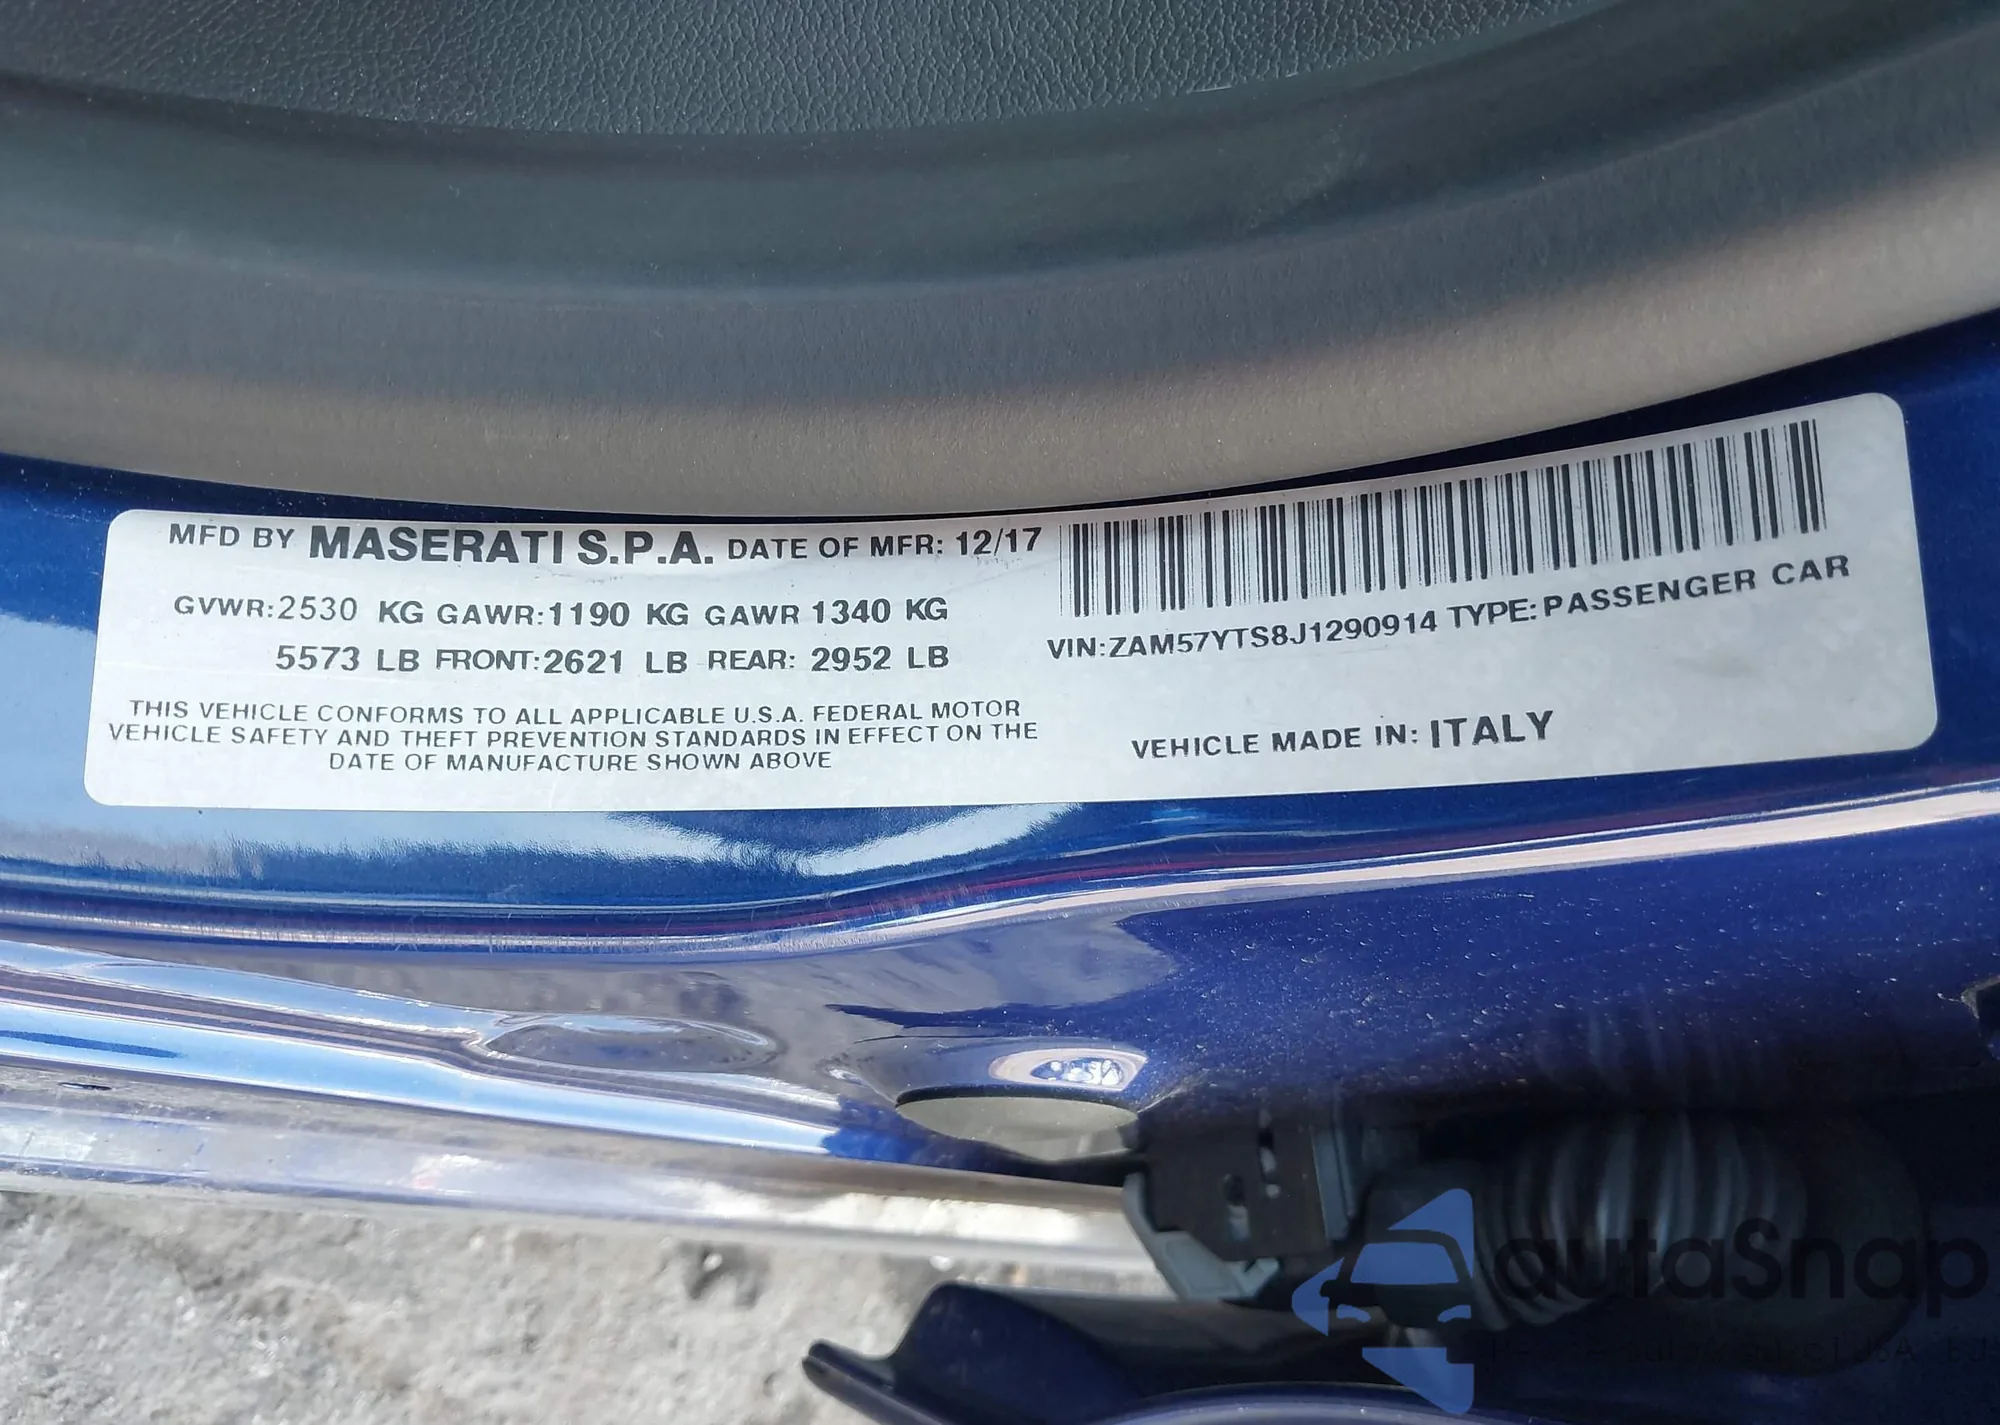 MFD BY MASERATI S.P.A. DATE OF MFR: 12/17
GVWR:2530 KG GAWR:1190 KG GAWR 1340 KG
5573 LB FRONT:2621 LB REAR: 2952 LB
THIS VEHICLE CONFORMS TO ALL APPLICABLE U.S.A. FEDERAL MOTOR
VEHICLE SAFETY AND THEFT PREVENTION STANDARDS IN EFFECT ON THE
DATE OF MANUFACTURE SHOWN ABOVE
VIN:ZAM57YTS8J1290914 TYPE:PASSENGER CAR
VEHICLE MADE IN: ITALY
autaSnap